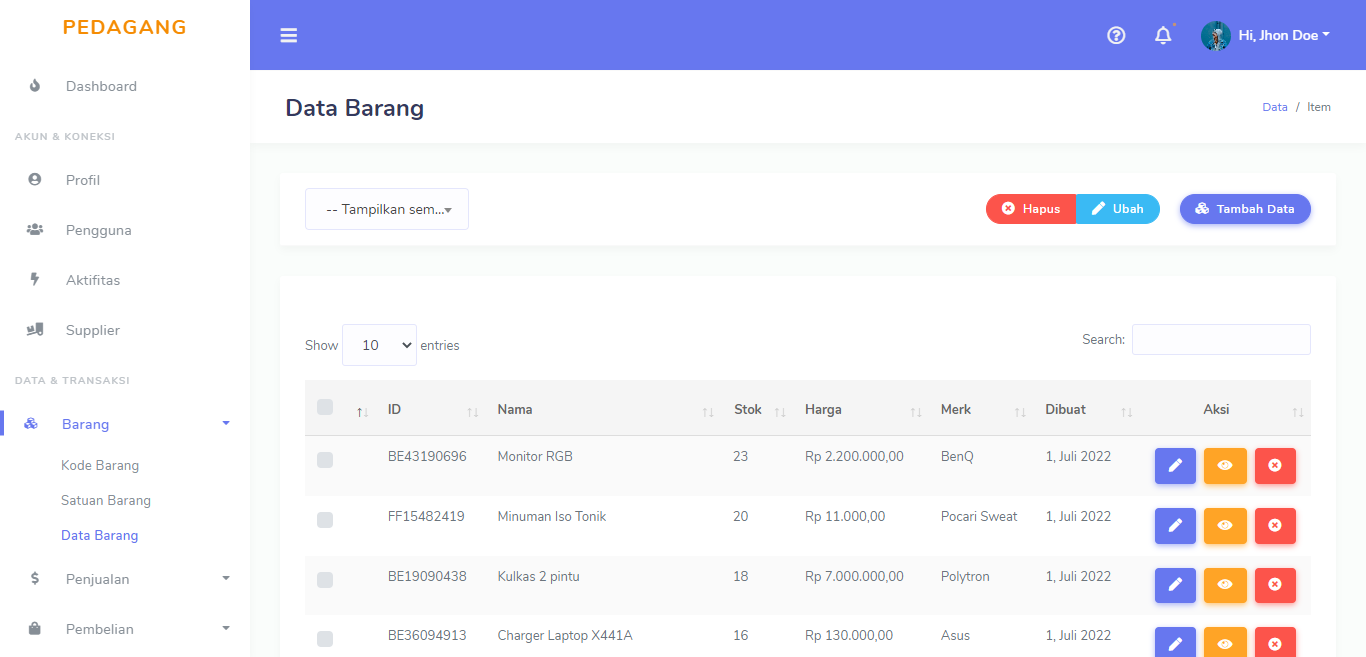 PEDAGANG
Hi, Jhon Doe
Dashboard
AKUN & KONEKSI
Profil
Pengguna
Aktifitas
Supplier
DATA & TRANSAKSI
Barang
Kode Barang
Satuan Barang
Data Barang
Penjualan
Pembelian
Data Barang
Data / Item
-- Tampilkan sem...
Hapus Ubah Tambah Data
Show 10 entries
Search:
ID Nama Stok Harga Merk Dibuat Aksi
BE43190696 Monitor RGB 23 Rp 2.200.000,00 BenQ 1, Juli 2022
FF15482419 Minuman Iso Tonik 20 Rp 11.000,00 Pocari Sweat 1, Juli 2022
BE19090438 Kulkas 2 pintu 18 Rp 7.000.000,00 Polytron 1, Juli 2022
BE36094913 Charger Laptop X441A 16 Rp 130.000,00 Asus 1, Juli 2022